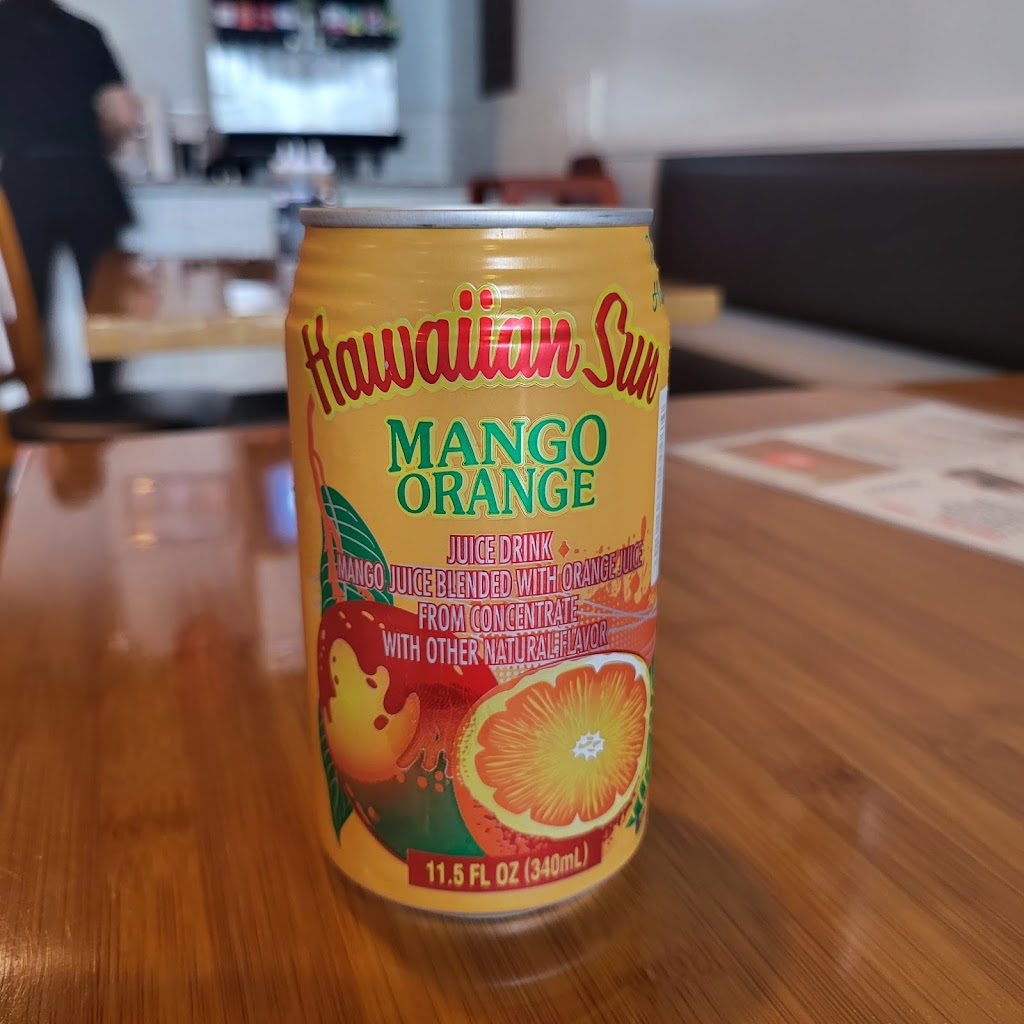 Hawaiian Sun
MANGO
ORANGE
JUICE DRINK
MANGO JUICE BLENDED WITH ORANGE JUICE
FROM CONCENTRATE
WITH OTHER NATURAL FLAVOR
11.5 FL OZ (340mL)